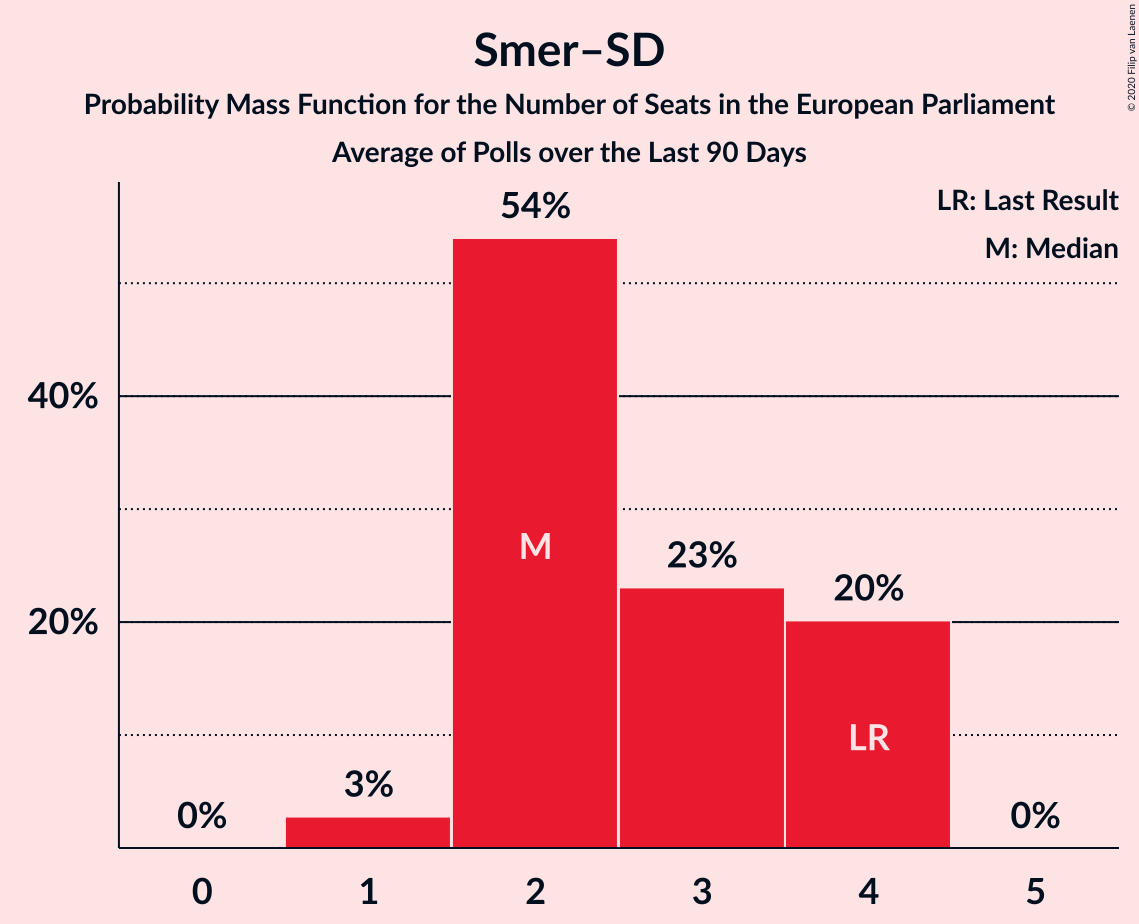 Smer–SD
Probability Mass Function for the Number of Seats in the European Parliament
Average of Polls over the Last 90 Days
© 2020 Filip van Laenen
LR: Last Result
M: Median
54%
40%
M
23%
20%
20%
LR
3%
0%
0%
0 1 2 3 4 5